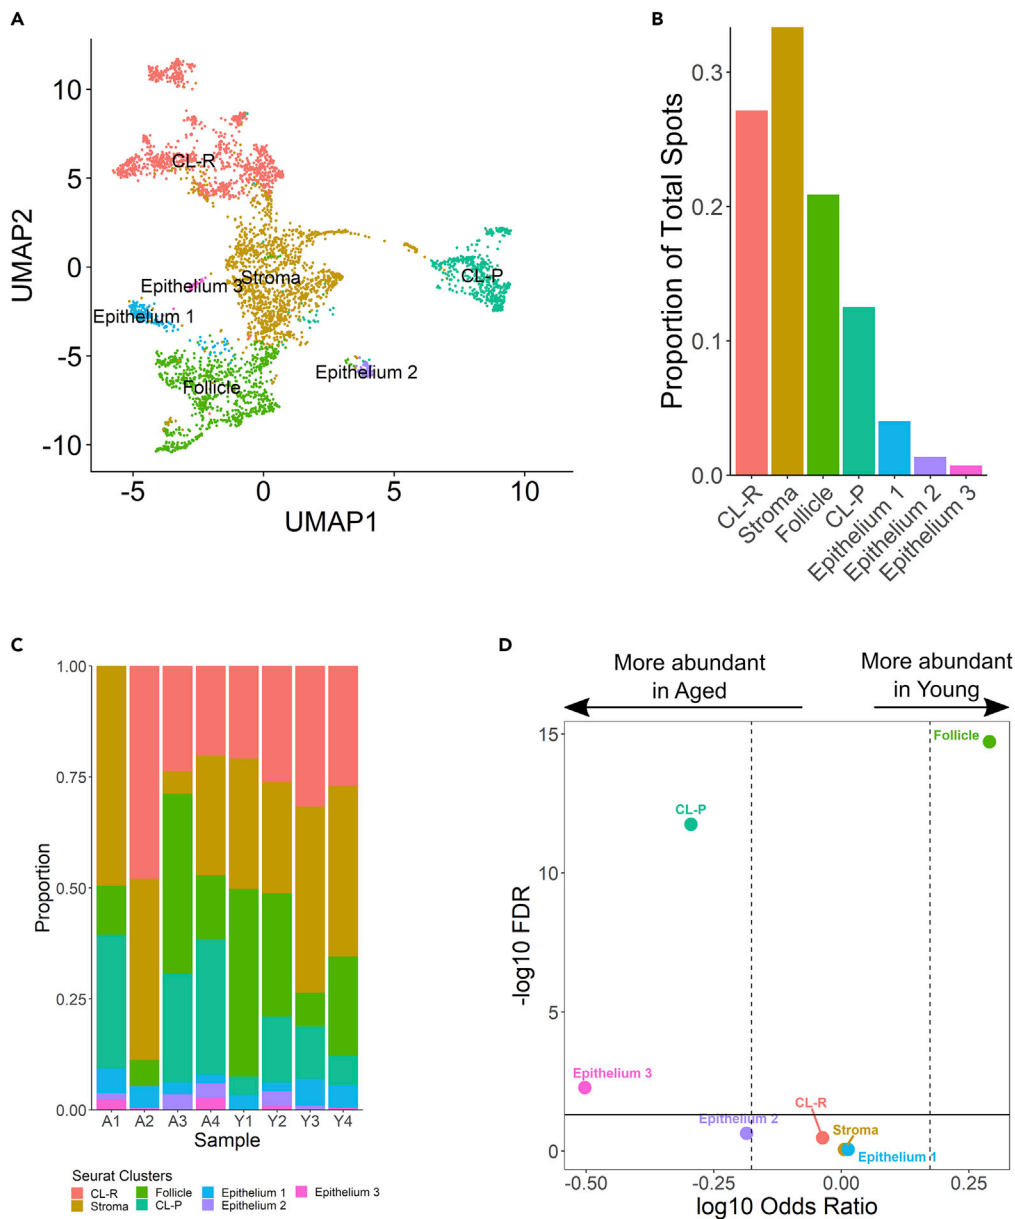 A
10
5
0
-5
-10
UMAP2
CL-R
Stroma
CL-P
Epithelium 3
Epithelium 1
Epithelium 2
Follicle
-5
0
5
10
UMAP1
B
0.3
0.2
0.1
0.0
Proportion of Total Spots
CL-R
Stroma
Follicle
CL-P
Epithelium 1
Epithelium 2
Epithelium 3
C
1.00
0.75
0.50
0.25
0.00
Proportion
A1 A2 A3 A4 Y1 Y2 Y3 Y4
Sample
Seurat Clusters
CL-R Follicle Epithelium 1 Epithelium 3
Stroma CL-P Epithelium 2
D
More abundant
in Aged
More abundant
in Young
15
10
5
0
-log10 FDR
Follicle
CL-P
Epithelium 3
CL-R
Epithelium 2
Stroma
Epithelium 1
-0.50 -0.25 0.00 0.25
log10 Odds Ratio